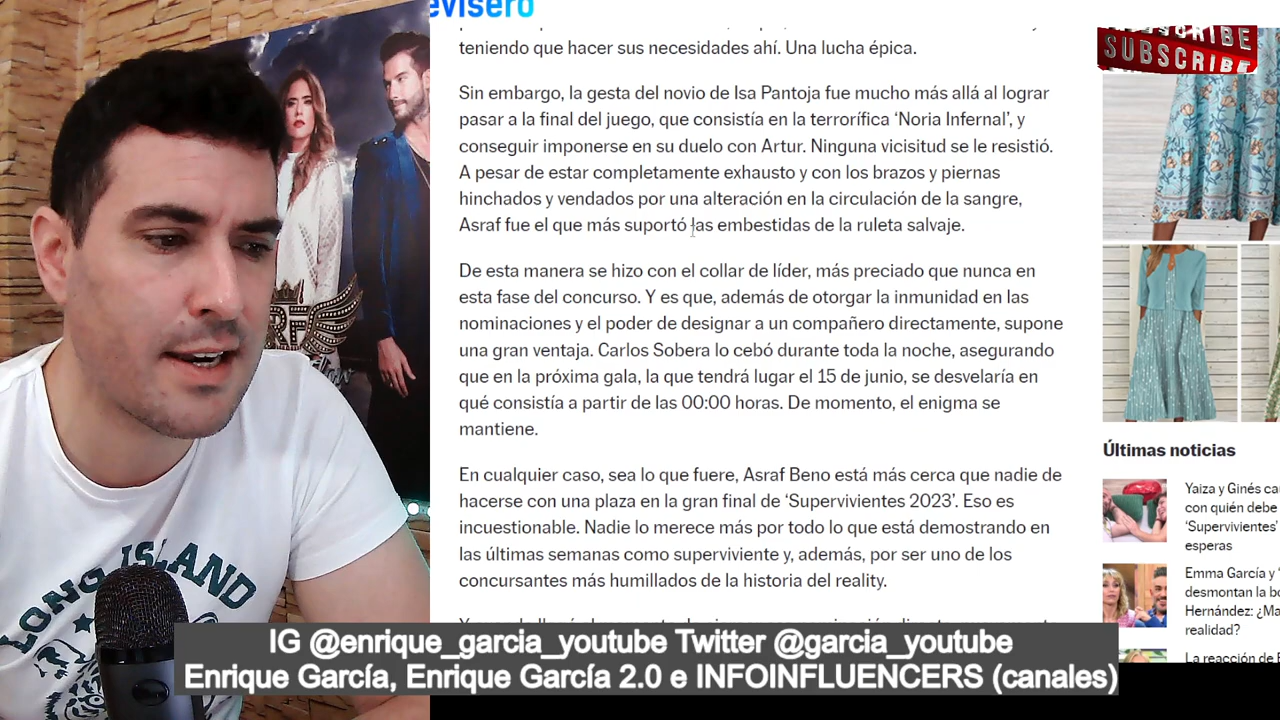 evisero
SUBSCRIBE
SUBSCRIBE
teniendo que hacer sus necesidades ahí. Una lucha épica.
Sin embargo, la gesta del novio de Isa Pantoja fue mucho más allá al lograr
pasar a la final del juego, que consistía en la terrorífica ‘Noria Infernal’, y
conseguir imponerse en su duelo con Artur. Ninguna vicisitud se le resistió.
A pesar de estar completamente exhausto y con los brazos y piernas
hinchados y vendados por una alteración en la circulación de la sangre,
Asraf fue el que más suportó las embestidas de la ruleta salvaje.
De esta manera se hizo con el collar de líder, más preciado que nunca en
esta fase del concurso. Y es que, además de otorgar la inmunidad en las
nominaciones y el poder de designar a un compañero directamente, supone
una gran ventaja. Carlos Sobera lo cebó durante toda la noche, asegurando
que en la próxima gala, la que tendrá lugar el 15 de junio, se desvelaría en
qué consistía a partir de las 00:00 horas. De momento, el enigma se
mantiene.
En cualquier caso, sea lo que fuere, Asraf Beno está más cerca que nadie de
hacerse con una plaza en la gran final de ‘Supervivientes 2023’. Eso es
incuestionable. Nadie lo merece más por todo lo que está demostrando en
las últimas semanas como superviviente y, además, por ser uno de los
concursantes más humillados de la historia del reality.
Últimas noticias
Yaiza y Ginés ca
con quién debe
‘Supervivientes’
esperas
Emma García y ‘
desmontan la bo
Hernández: ¿Ma
realidad?
La reacción de E
LONG ISLAND
IG @enrique_garcia_youtube Twitter @garcia_youtube
Enrique García, Enrique García 2.0 e INFOINFLUENCERS (canales)